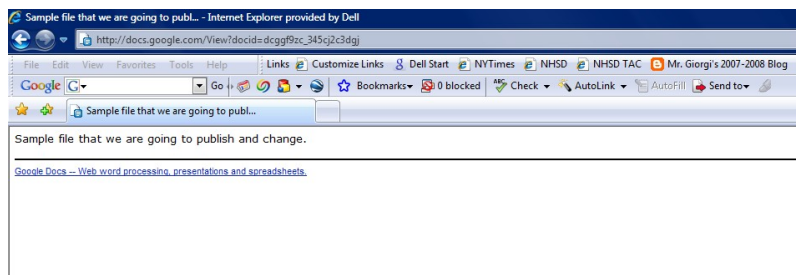 Sample file that we are going to publ... - Internet Explorer provided by Dell
http://docs.google.com/View?docid=dcggf9zc_345cj2c3dgj
File Edit View Favorites Tools Help Links Customize Links Dell Start NYTimes NHSD NHSD TAC Mr. Giorgi's 2007-2008 Blog
Google G Go Bookmarks 0 blocked ABC Check AutoLink AutoFill Send to
Sample file that we are going to publ...
Sample file that we are going to publish and change.
Google Docs -- Web word processing, presentations and spreadsheets.